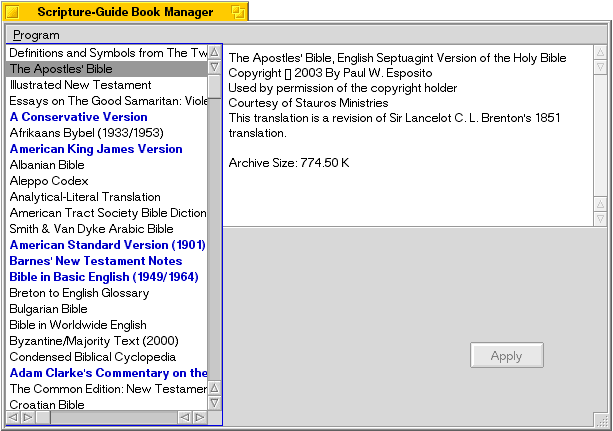 Scripture-Guide Book Manager
Program
Definitions and Symbols from The Tw
The Apostles' Bible
Illustrated New Testament
Essays on The Good Samaritan: Viole
A Conservative Version
Afrikaans Bybel (1933/1953)
American King James Version
Albanian Bible
Aleppo Codex
Analytical-Literal Translation
American Tract Society Bible Diction
Smith & Van Dyke Arabic Bible
American Standard Version (1901)
Barnes' New Testament Notes
Bible in Basic English (1949/1964)
Breton to English Glossary
Bulgarian Bible
Bible in Worldwide English
Byzantine/Majority Text (2000)
Condensed Biblical Cyclopedia
Adam Clarke's Commentary on the
The Common Edition: New Testamer
Croatian Bible
The Apostles' Bible, English Septuagint Version of the Holy Bible
Copyright [] 2003 By Paul W. Esposito
Used by permission of the copyright holder
Courtesy of Stauros Ministries
This translation is a revision of Sir Lancelot C. L. Brenton's 1851
translation.
Archive Size: 774.50 K
Apply